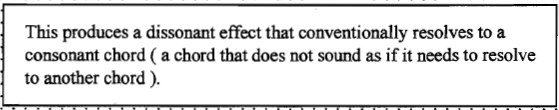 This produces a dissonant effect that conventionally resolves to a
consonant chord ( a chord that does not sound as if it needs to resolve
to another chord ).